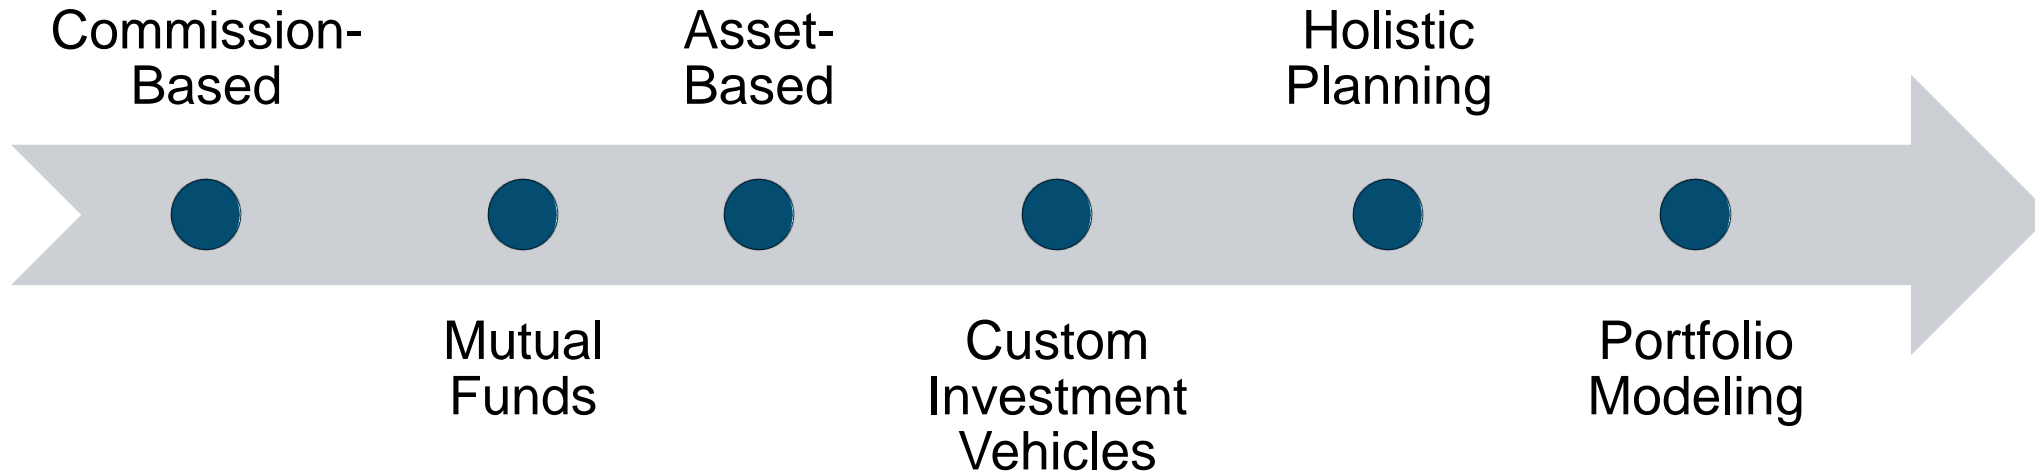 Commission-
Based
Mutual
Funds
Asset-
Based
Custom
Investment
Vehicles
Holistic
Planning
Portfolio
Modeling